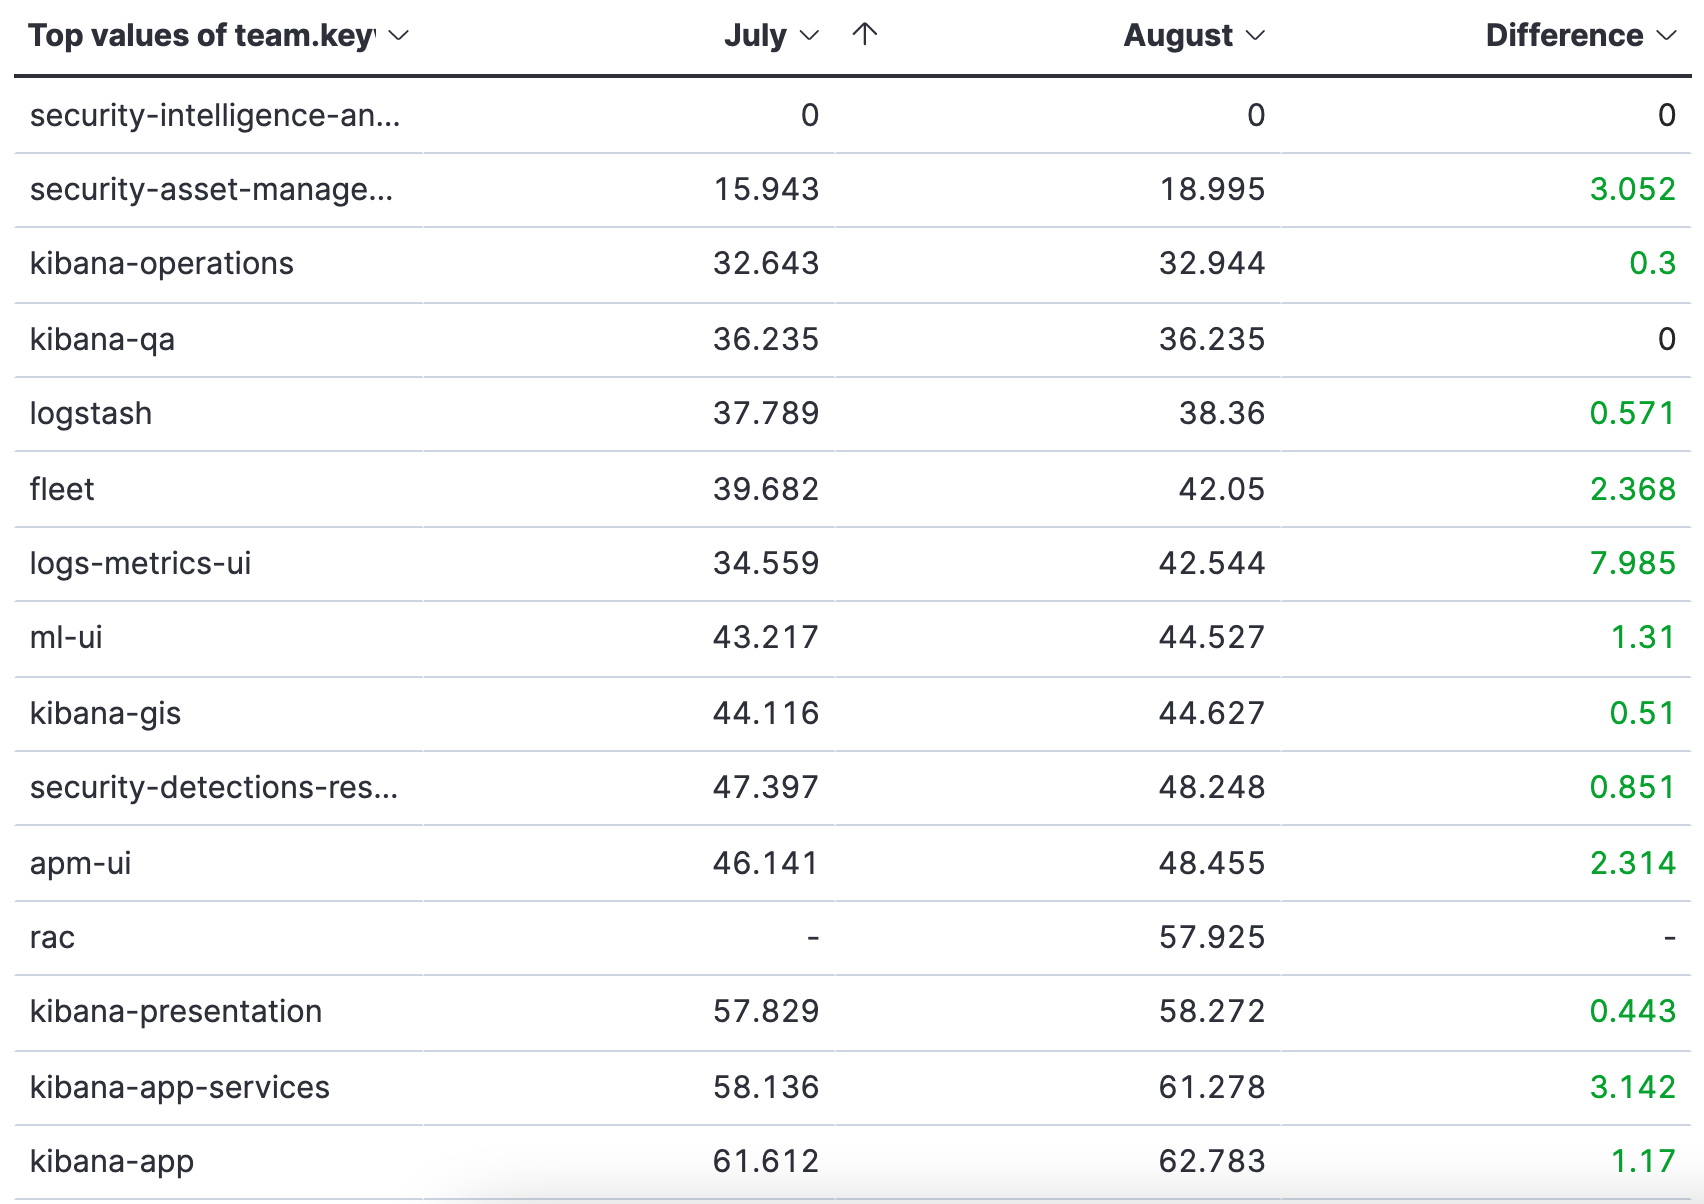 Top values of team.key July August Difference
security-intelligence-an... 0 0 0
security-asset-manage... 15.943 18.995 3.052
kibana-operations 32.643 32.944 0.3
kibana-qa 36.235 36.235 0
logstash 37.789 38.36 0.571
fleet 39.682 42.05 2.368
logs-metrics-ui 34.559 42.544 7.985
ml-ui 43.217 44.527 1.31
kibana-gis 44.116 44.627 0.51
security-detections-res... 47.397 48.248 0.851
apm-ui 46.141 48.455 2.314
rac - 57.925 -
kibana-presentation 57.829 58.272 0.443
kibana-app-services 58.136 61.278 3.142
kibana-app 61.612 62.783 1.17